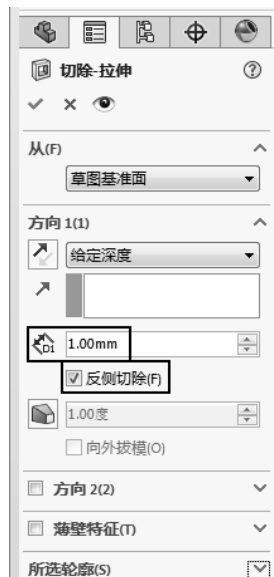 切除-拉伸
从(F)
草图基准面
方向 1(1)
给定深度
D1
1.00mm
反侧切除(F)
1.00度
向外拔模(O)
方向 2(2)
薄壁特征(T)
所选轮廓(S)